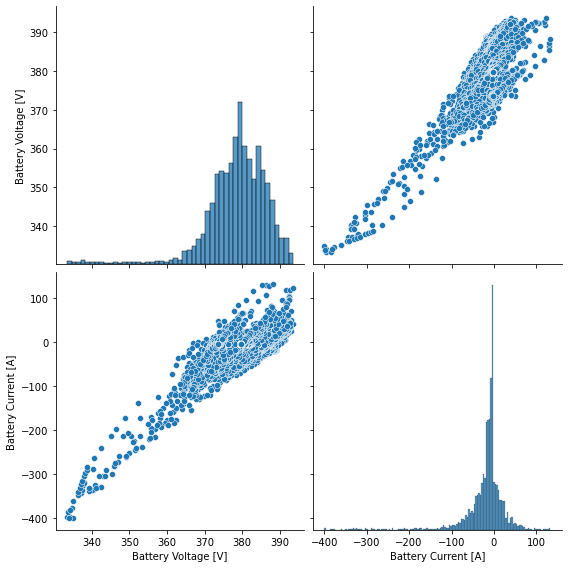 390
380
370
360
350
340
Battery Voltage [V]
100
0
−100
−200
−300
−400
Battery Current [A]
340 350 360 370 380 390
Battery Voltage [V]
−400 −300 −200 −100 0 100
Battery Current [A]